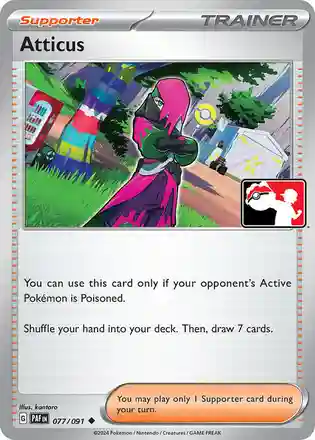 Supporter
TRAINER
Atticus
You can use this card only if your opponent's Active
Pokémon is Poisoned.
Shuffle your hand into your deck. Then, draw 7 cards.
You may play only 1 Supporter card during
your turn.
Illus. kantaro
G PAF EN 077/091
©2024 Pokémon / Nintendo / Creatures / GAME FREAK